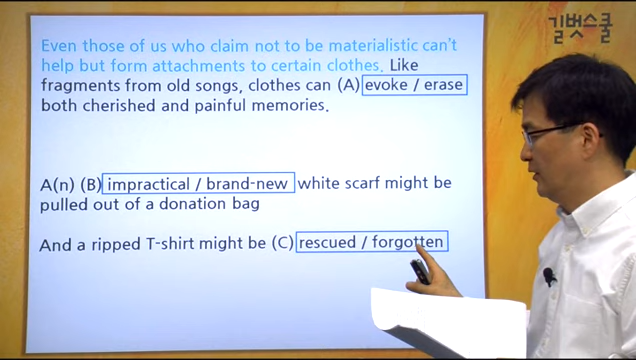 길벗스쿨
Even those of us who claim not to be materialistic can't
help but form attachments to certain clothes. Like
fragments from old songs, clothes can (A) evoke / erase
both cherished and painful memories.
A(n) (B) impractical / brand-new white scarf might be
pulled out of a donation bag
And a ripped T-shirt might be (C) rescued / forgotten